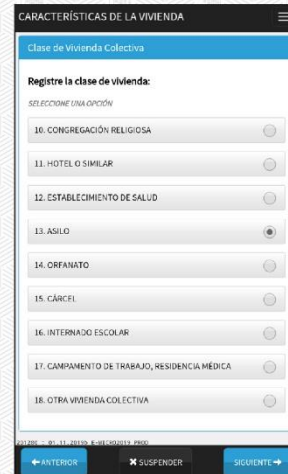 CARACTERÍSTICAS DE LA VIVIENDA
Clase de Vivienda Colectiva
Registre la clase de vivienda:
SELECCIONE UNA OPCIÓN
10. CONGREGACIÓN RELIGIOSA
11. HOTEL O SIMILAR
12. ESTABLECIMIENTO DE SALUD
13. ASILO
14. ORFANATO
15. CÁRCEL
16. INTERNADO ESCOLAR
17. CAMPAMENTO DE TRABAJO, RESIDENCIA MÉDICA
18. OTRA VIVIENDA COLECTIVA
ANTERIOR
SUSPENDER
SIGUIENTE